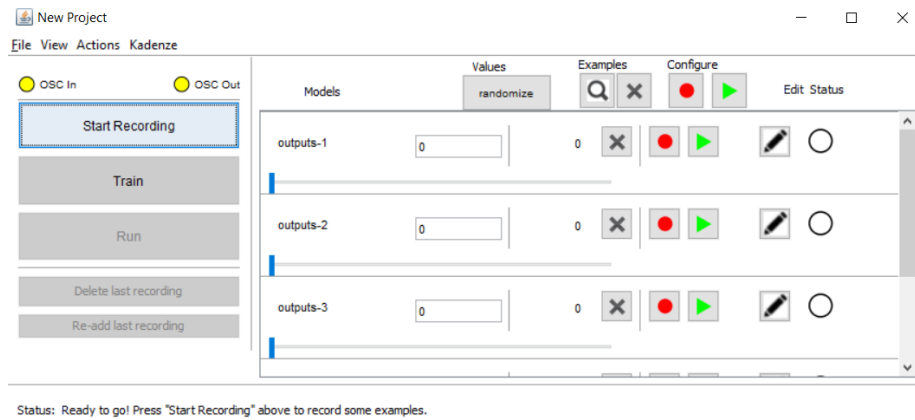 New Project
File View Actions Kadenze
OSC In OSC Out
Start Recording
Train
Run
Delete last recording
Re-add last recording
Values Examples Configure
Models randomize Edit Status
outputs-1 0 0
outputs-2 0 0
outputs-3 0 0
Status: Ready to go! Press "Start Recording" above to record some examples.